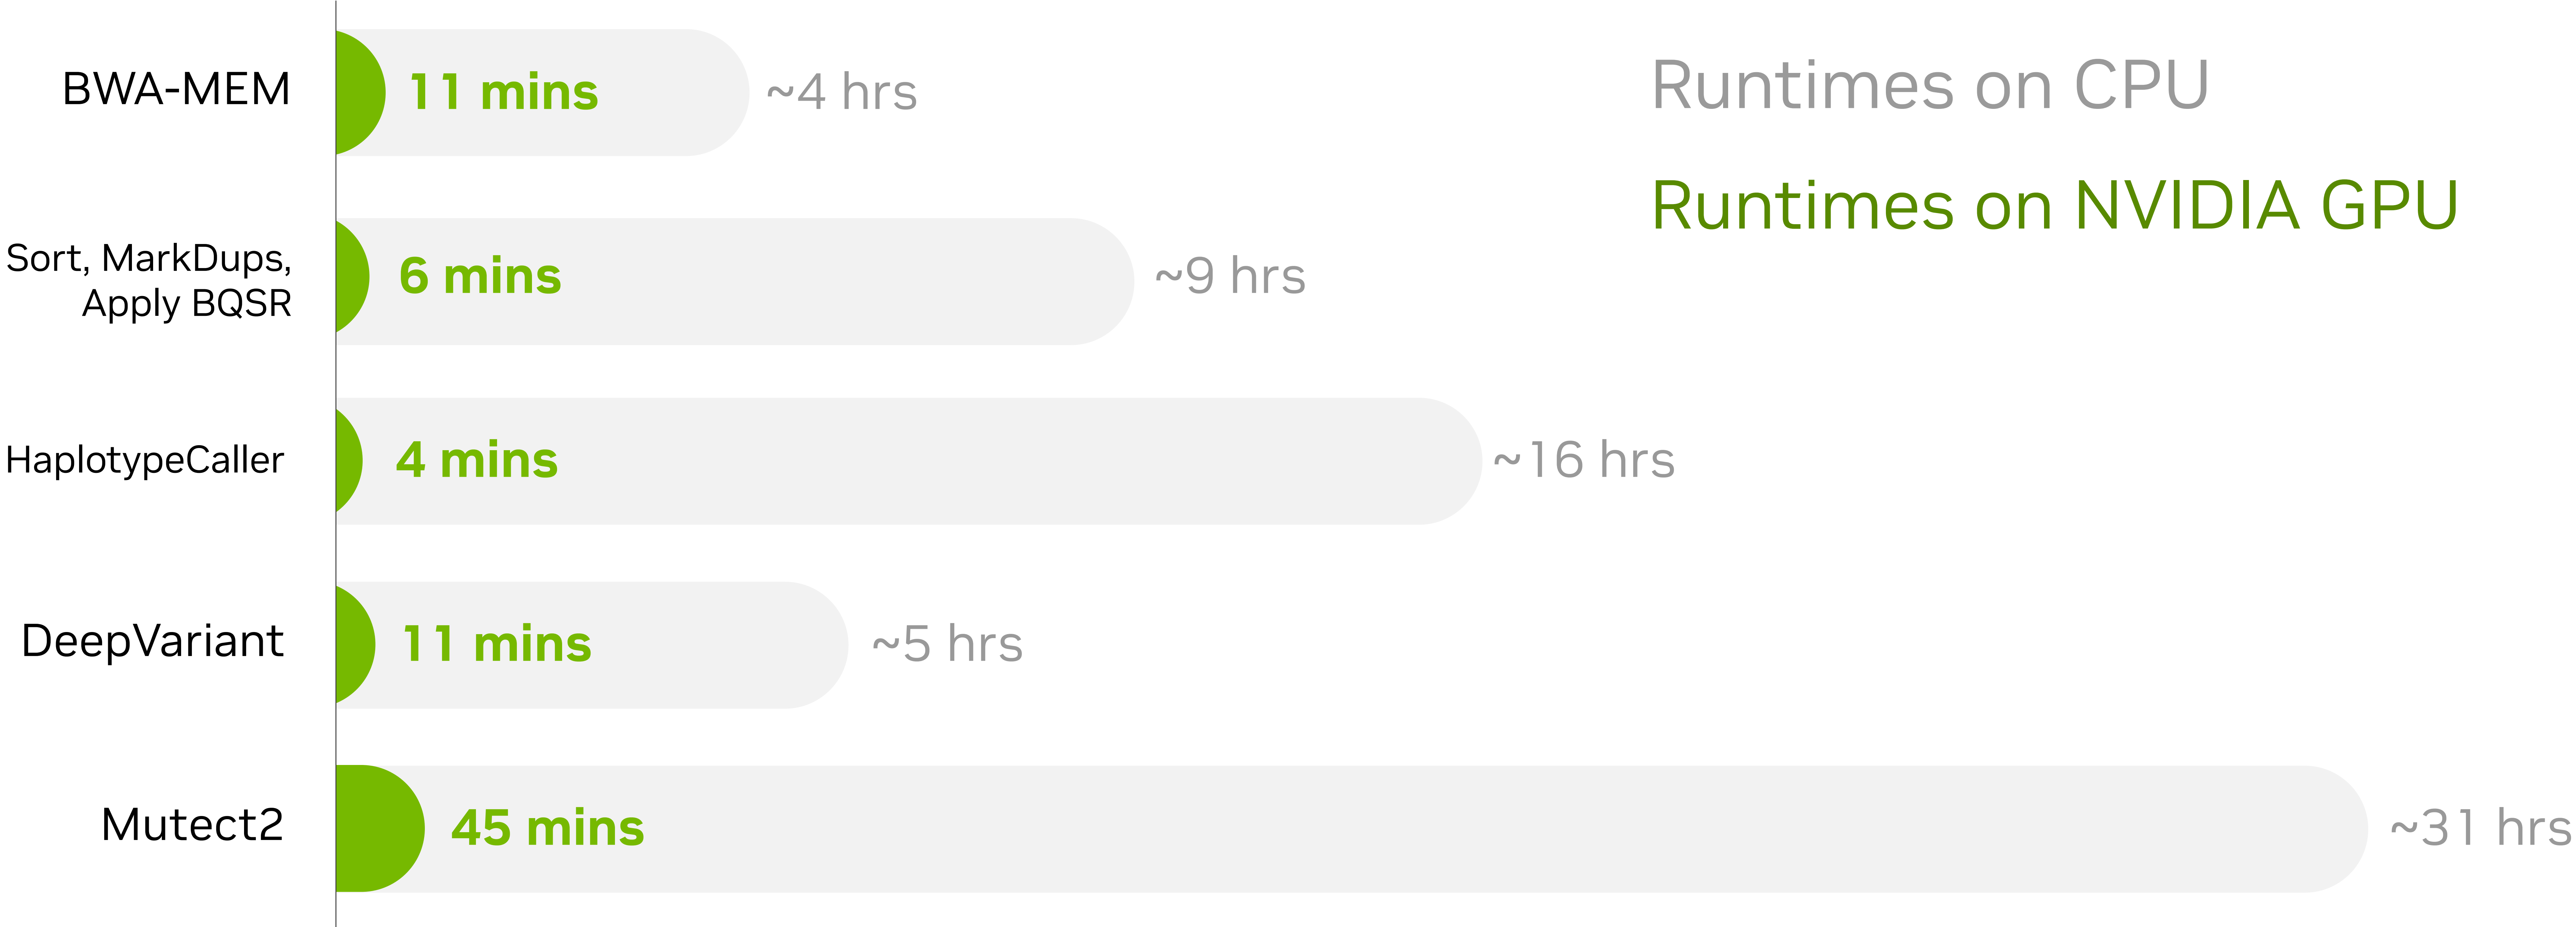 Runtimes on CPU
Runtimes on NVIDIA GPU
BWA-MEM
11 mins
~4 hrs
Sort, MarkDups,
Apply BQSR
6 mins
~9 hrs
HaplotypeCaller
4 mins
~16 hrs
DeepVariant
11 mins
~5 hrs
Mutect2
45 mins
~31 hrs